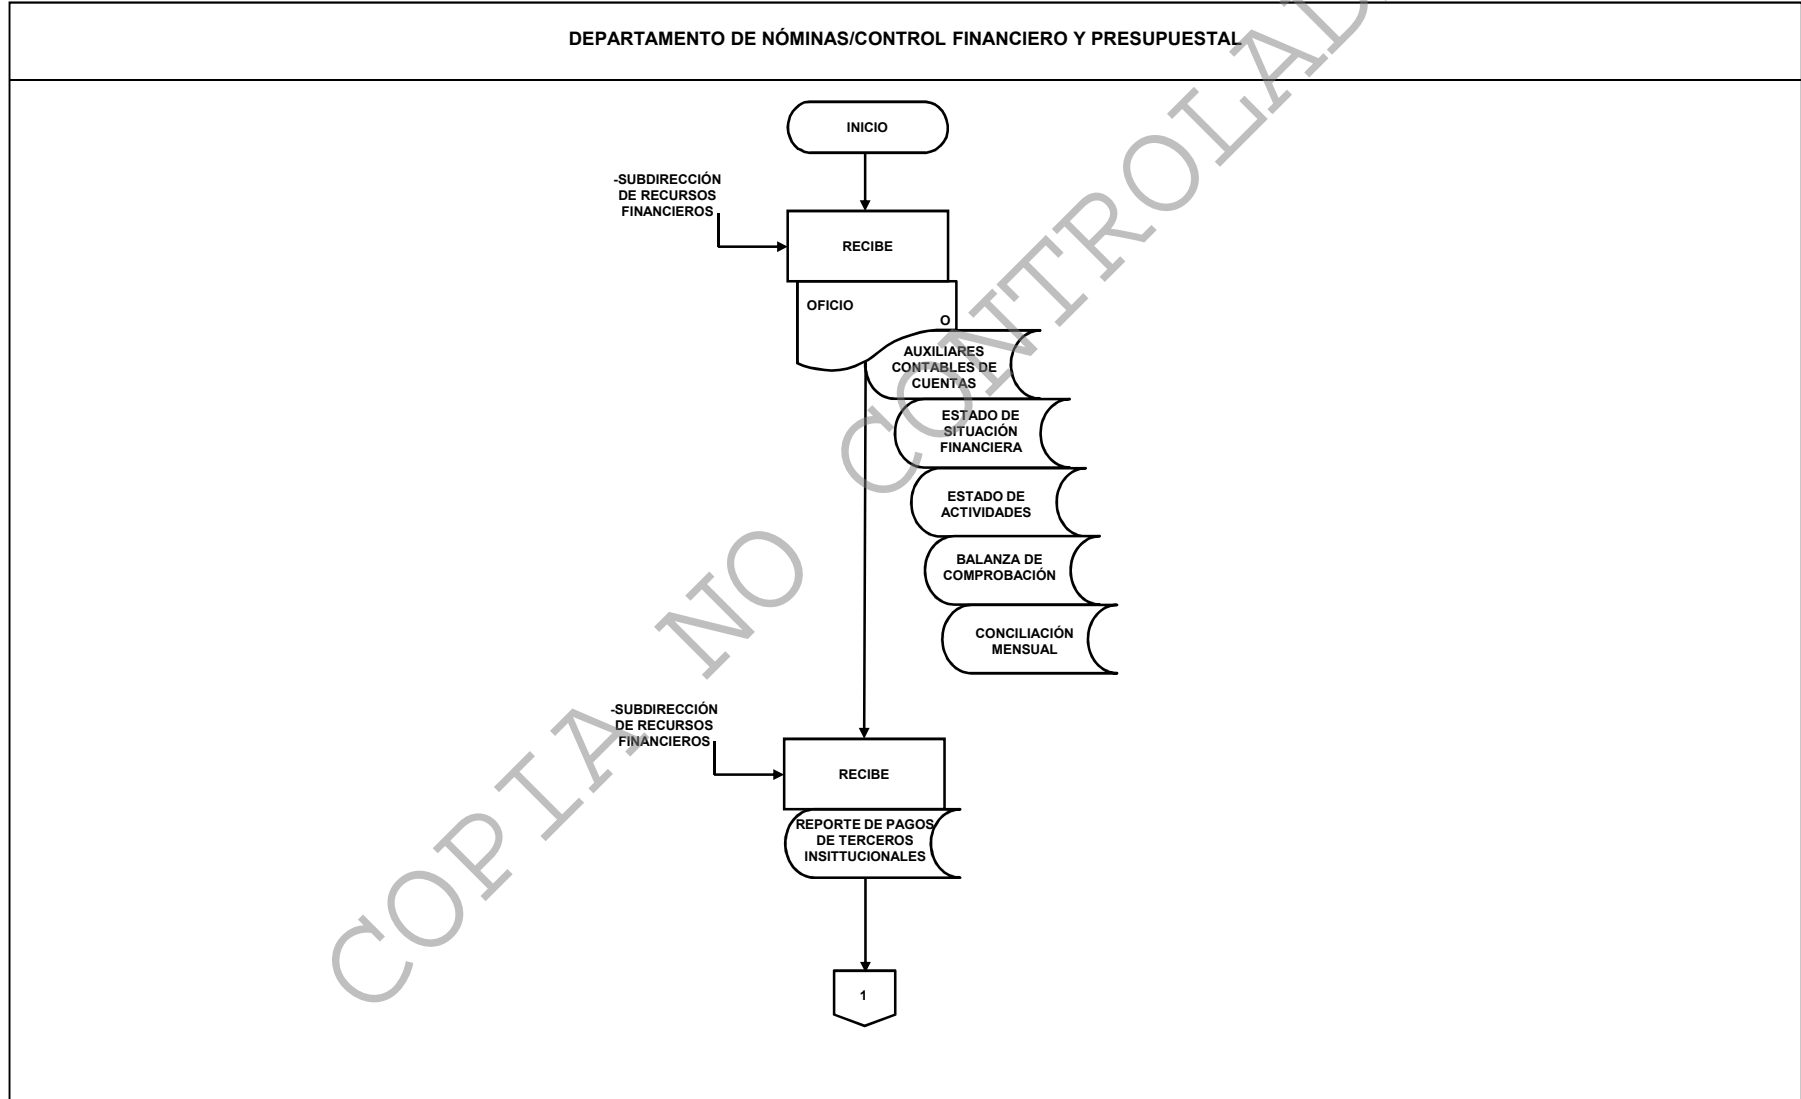 DEPARTAMENTO DE NÓMINAS/CONTROL FINANCIERO Y PRESUPUESTAL
INICIO
-SUBDIRECCIÓN
DE RECURSOS
FINANCIEROS
RECIBE
OFICIO
O
AUXILIARES
CONTABLES DE
CUENTAS
ESTADO DE
SITUACIÓN
FINANCIERA
ESTADO DE
ACTIVIDADES
BALANZA DE
COMPROBACIÓN
CONCILIACIÓN
MENSUAL
-SUBDIRECCIÓN
DE RECURSOS
FINANCIEROS
RECIBE
REPORTE DE PAGOS
DE TERCEROS
INSITTUCIONALES
1
COPIA NO CONTROLAD